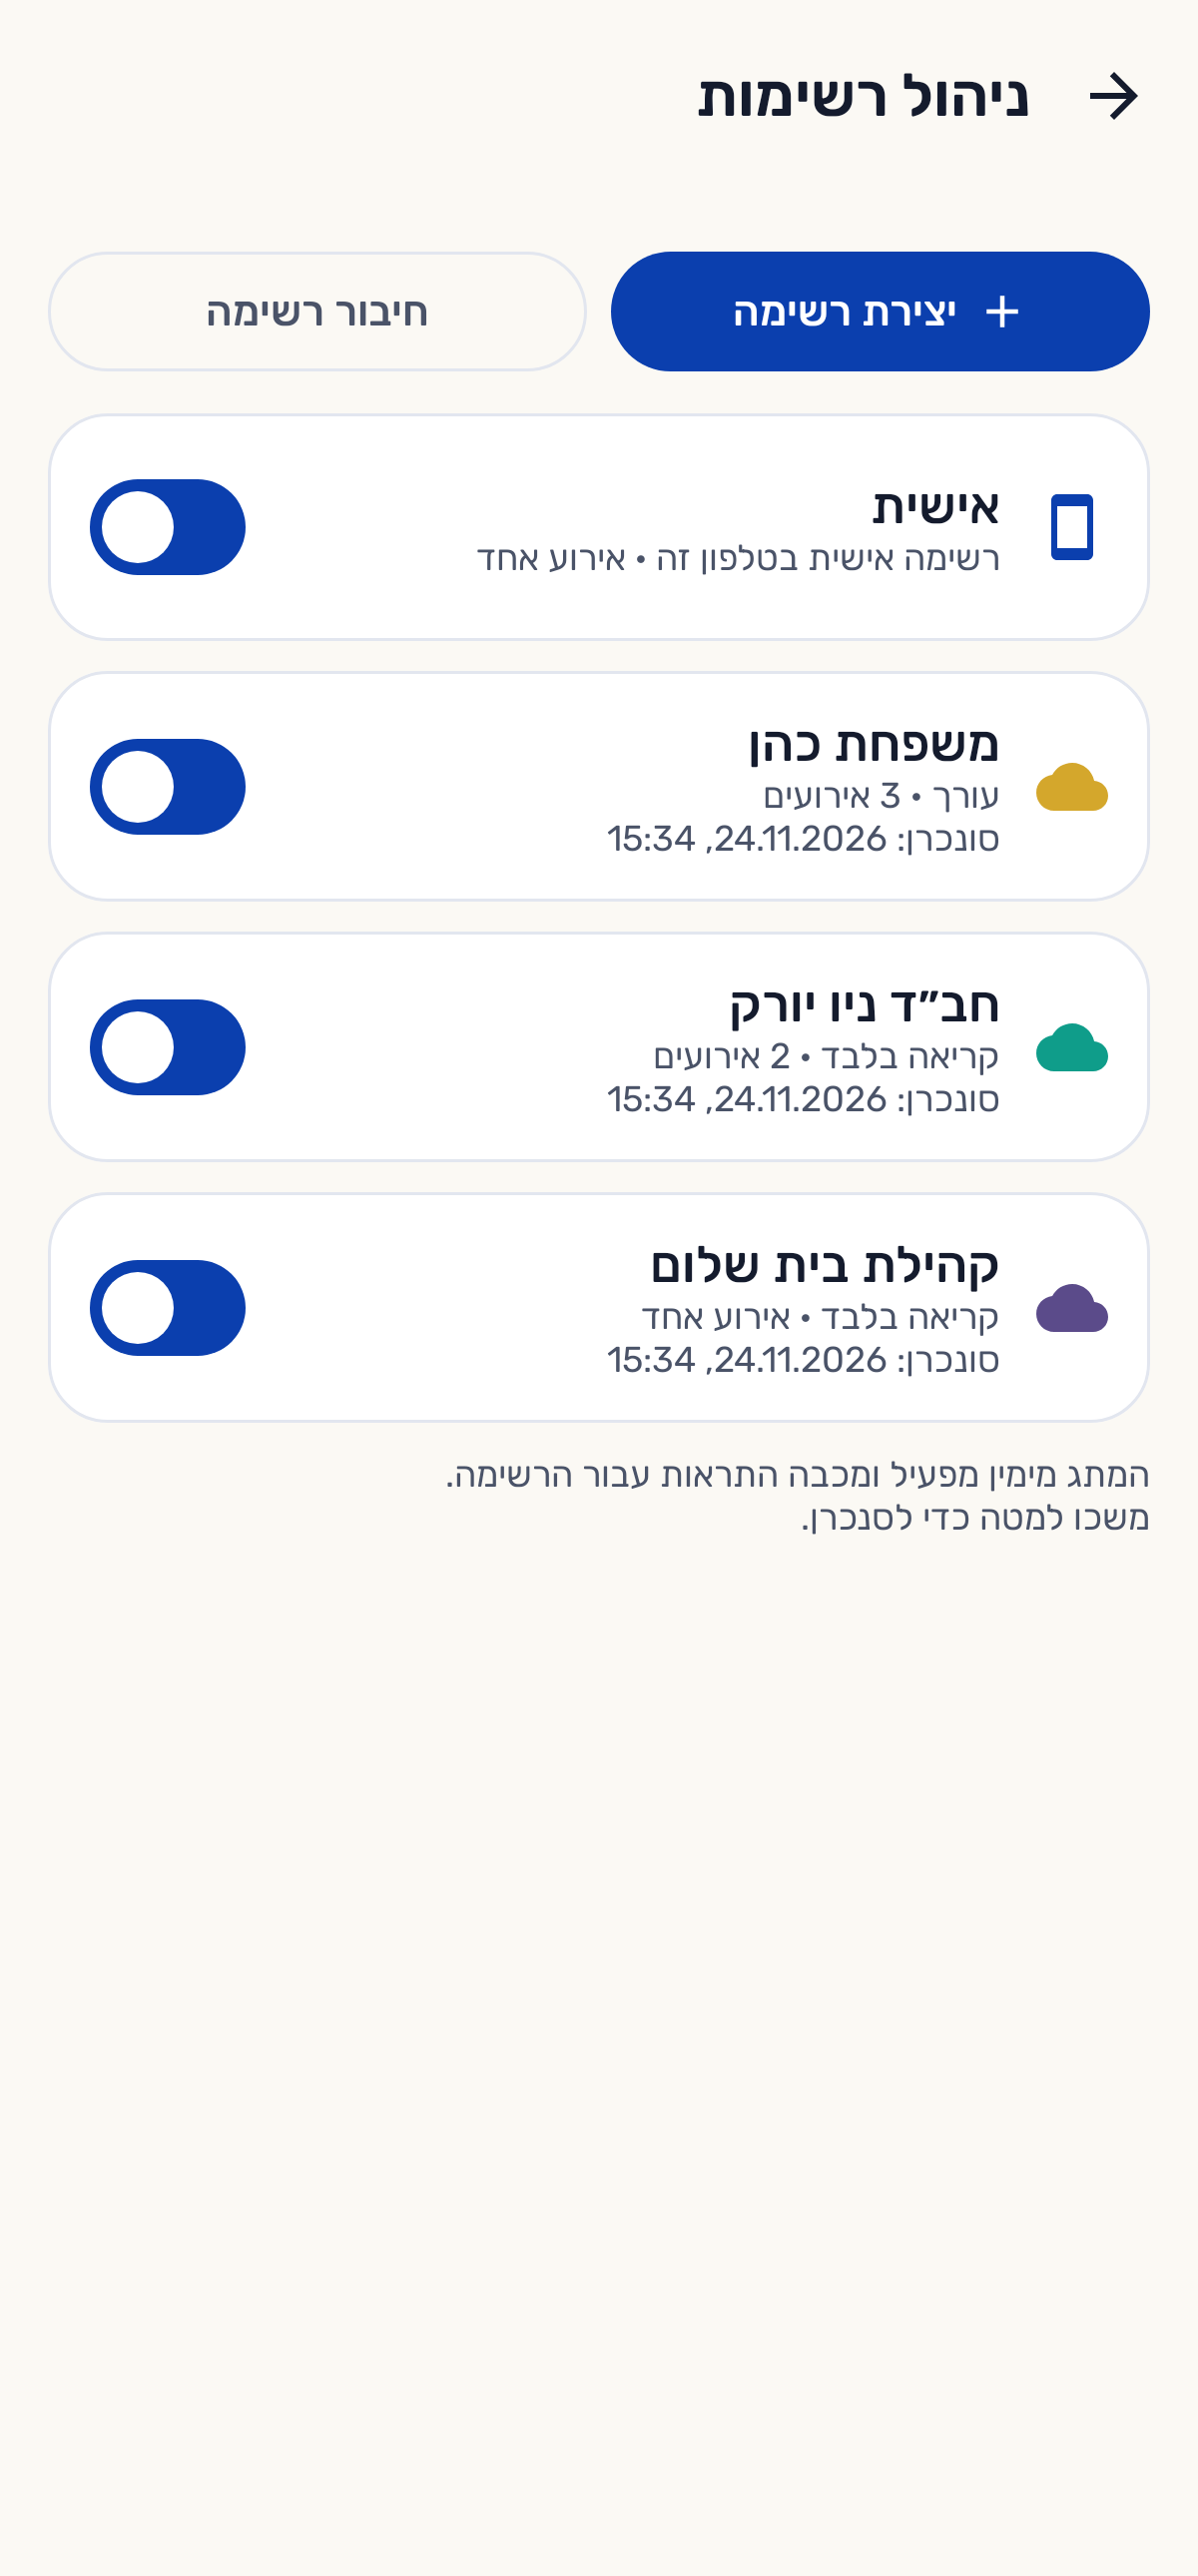 ניהול רשימות
יצירת רשימה
חיבור רשימה
אישית
רשימה אישית בטלפון זה • אירוע אחד
משפחת כהן
עורך • 3 אירועים
סונכרן: 24.11.2026, 15:34
חב״ד ניו יורק
קריאה בלבד • 2 אירועים
סונכרן: 24.11.2026, 15:34
קהילת בית שלום
קריאה בלבד • אירוע אחד
סונכרן: 24.11.2026, 15:34
המתג מימין מפעיל ומכבה התראות עבור הרשימה.
משכו למטה כדי לסנכרן.